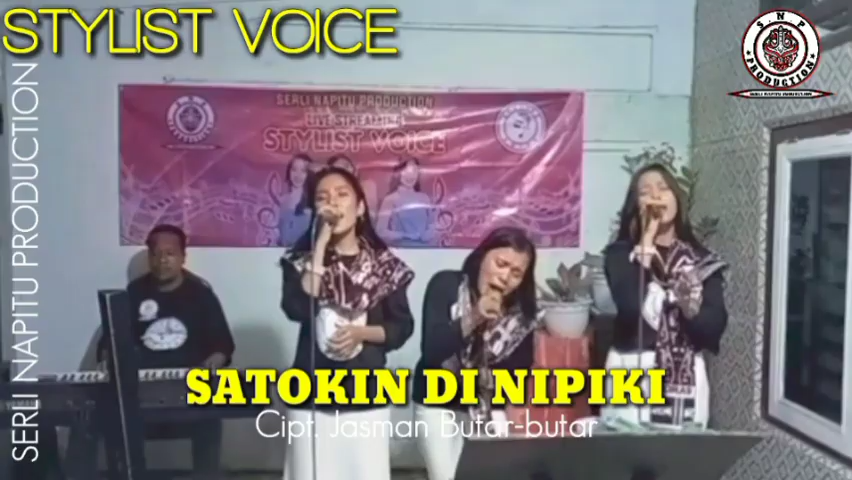 STYLIST VOICE
S.N.P
PRODUCTION
SERLI NAPITU PRODUCTION
SERLI NAPITU PRODUCTION
LIVE STREAMING
STYLIST VOICE
SATOKIN DI NIPIKI
Cipt. Jasman Butar-butar